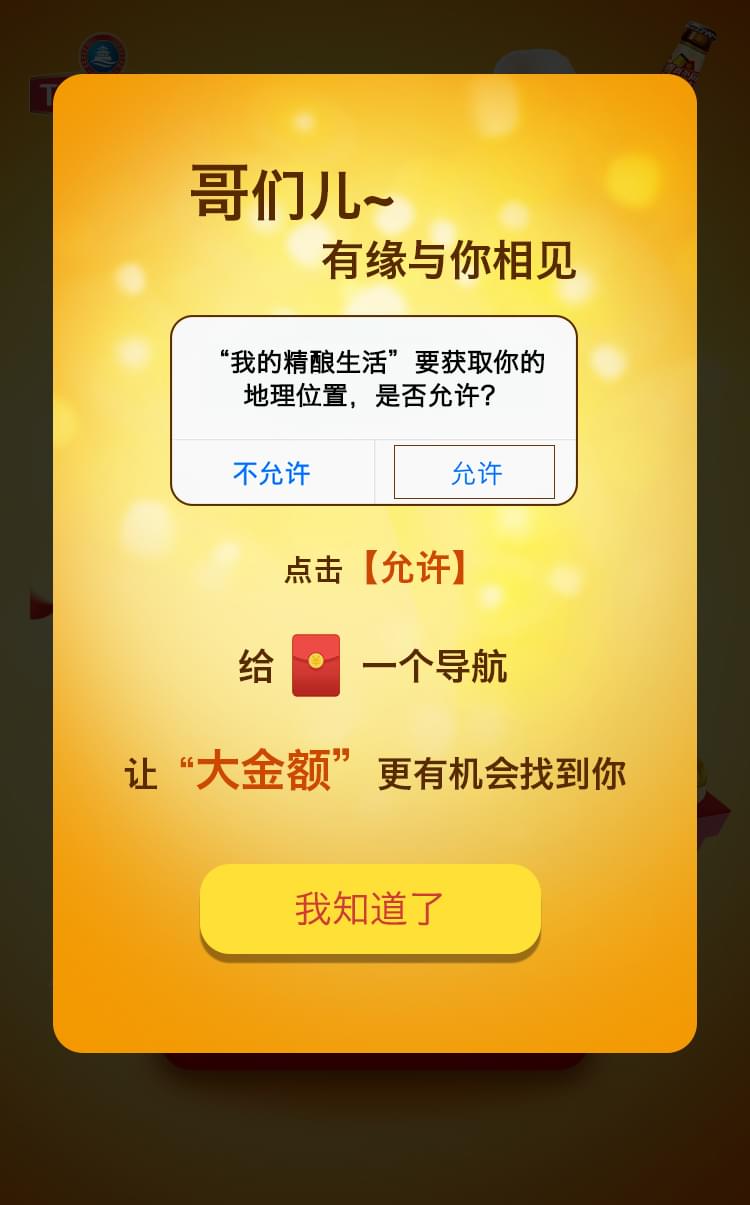 哥们儿~
有缘与你相见
“我的精酿生活”要获取你的
地理位置，是否允许？
不允许
允许
点击【允许】
给 一个导航
让“大金额”更有机会找到你
我知道了